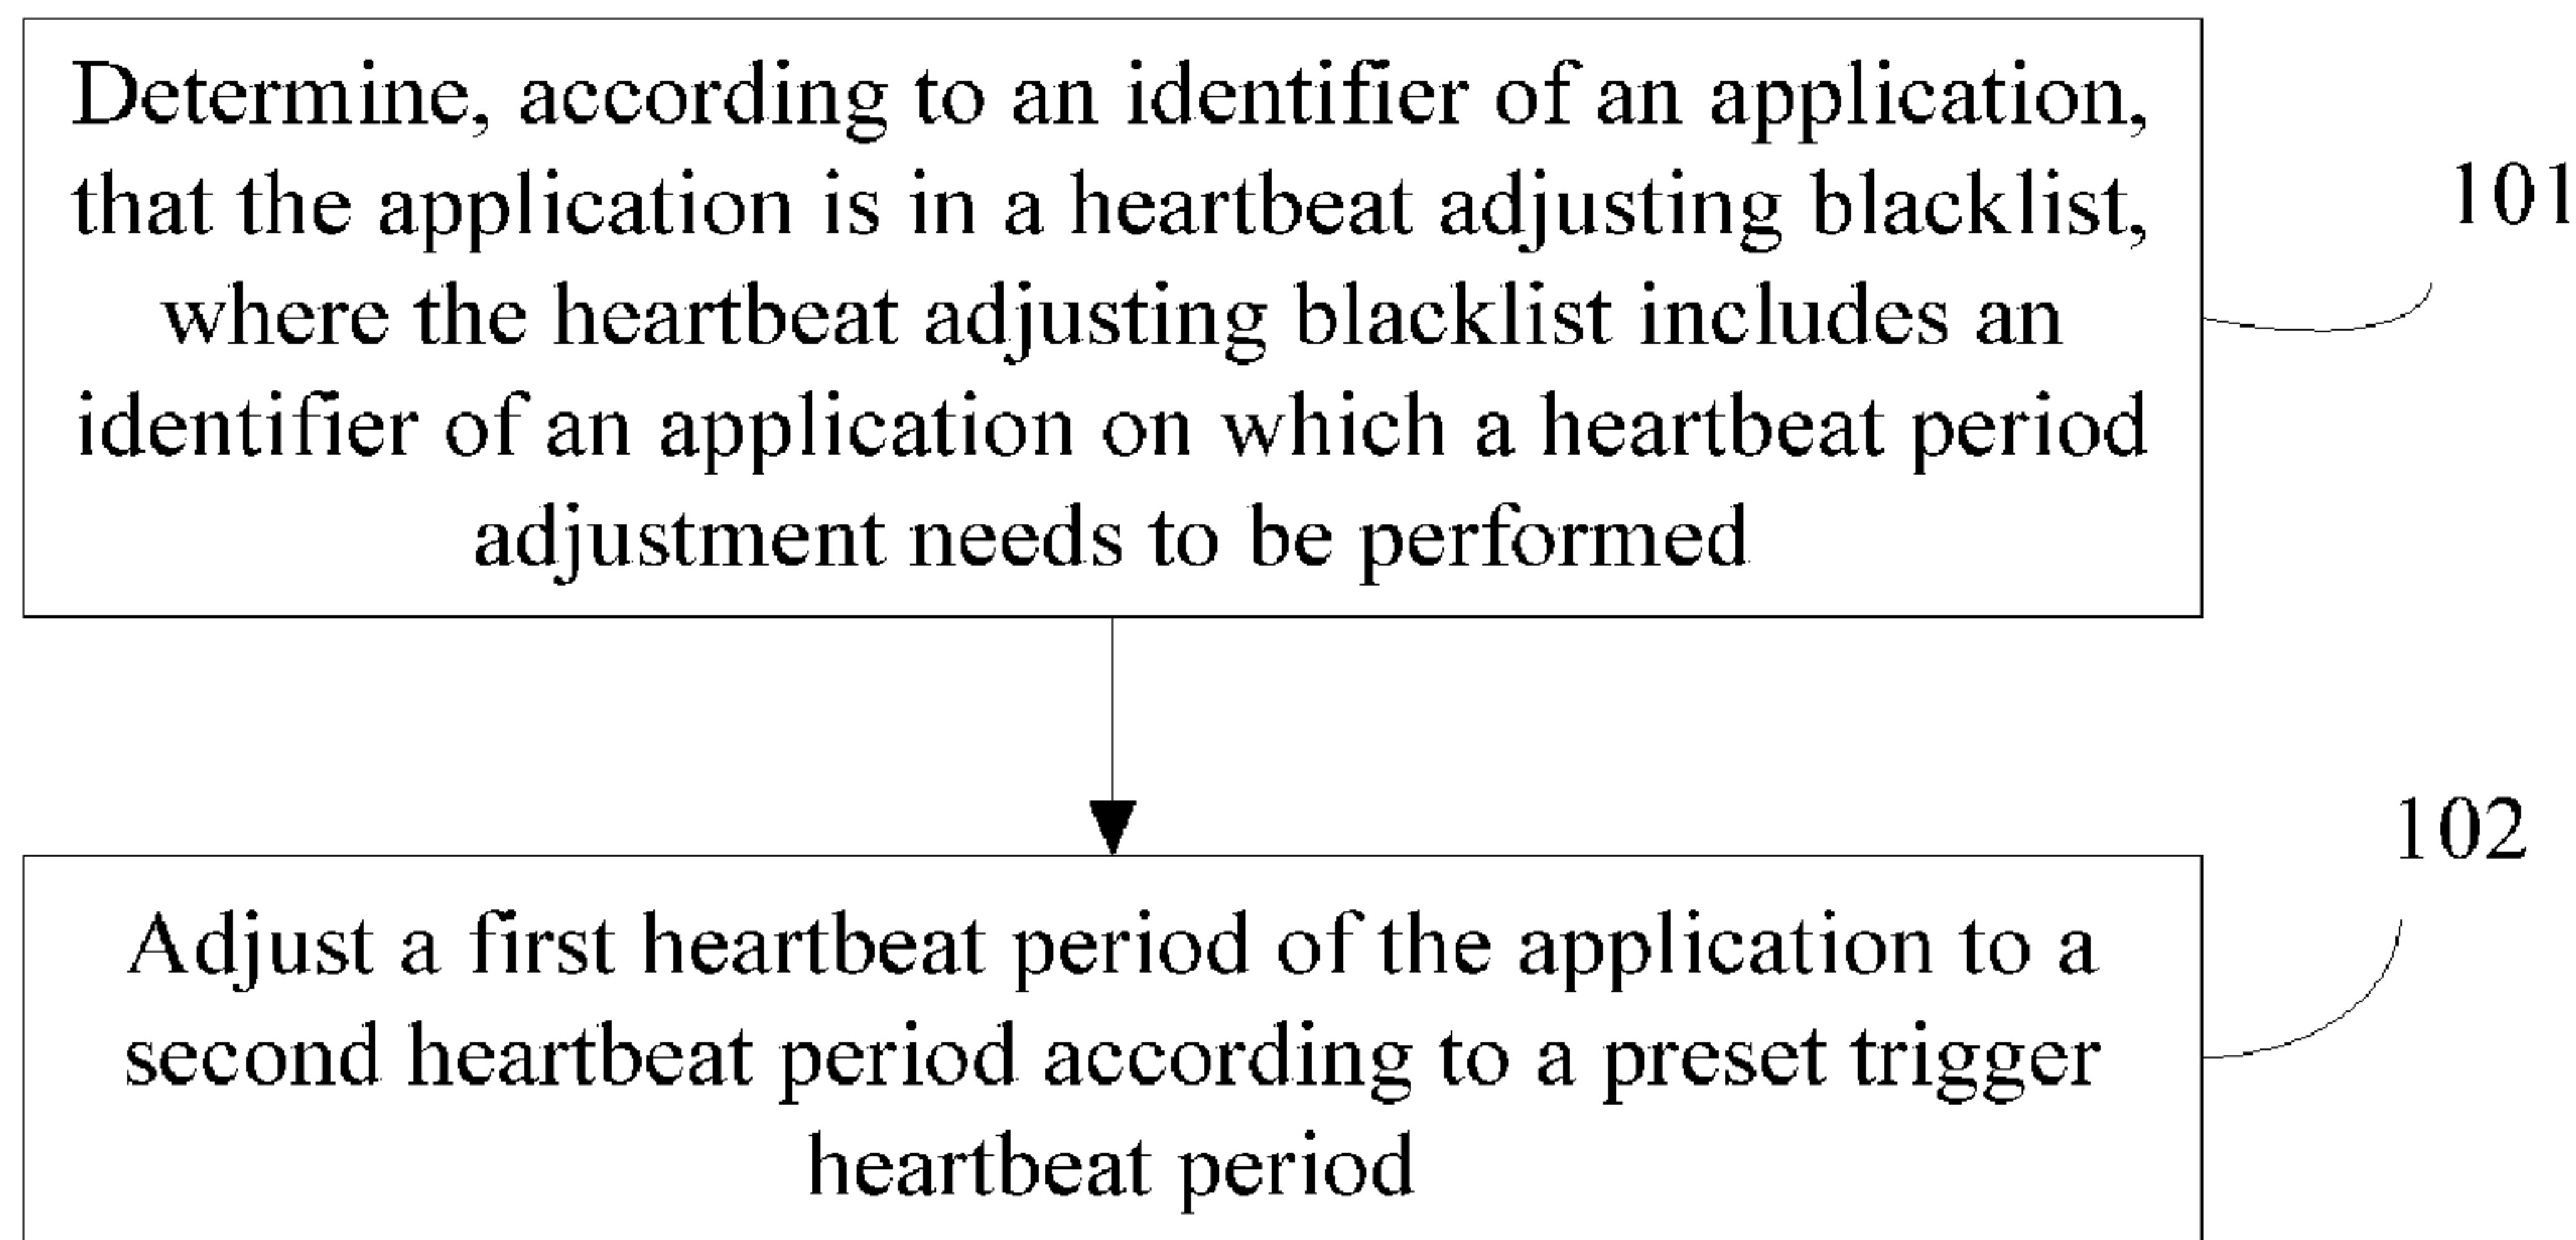 Determine, according to an identifier of an application,
that the application is in a heartbeat adjusting blacklist,
where the heartbeat adjusting blacklist includes an
identifier of an application on which a heartbeat period
adjustment needs to be performed
101
102
Adjust a first heartbeat period of the application to a
second heartbeat period according to a preset trigger
heartbeat period